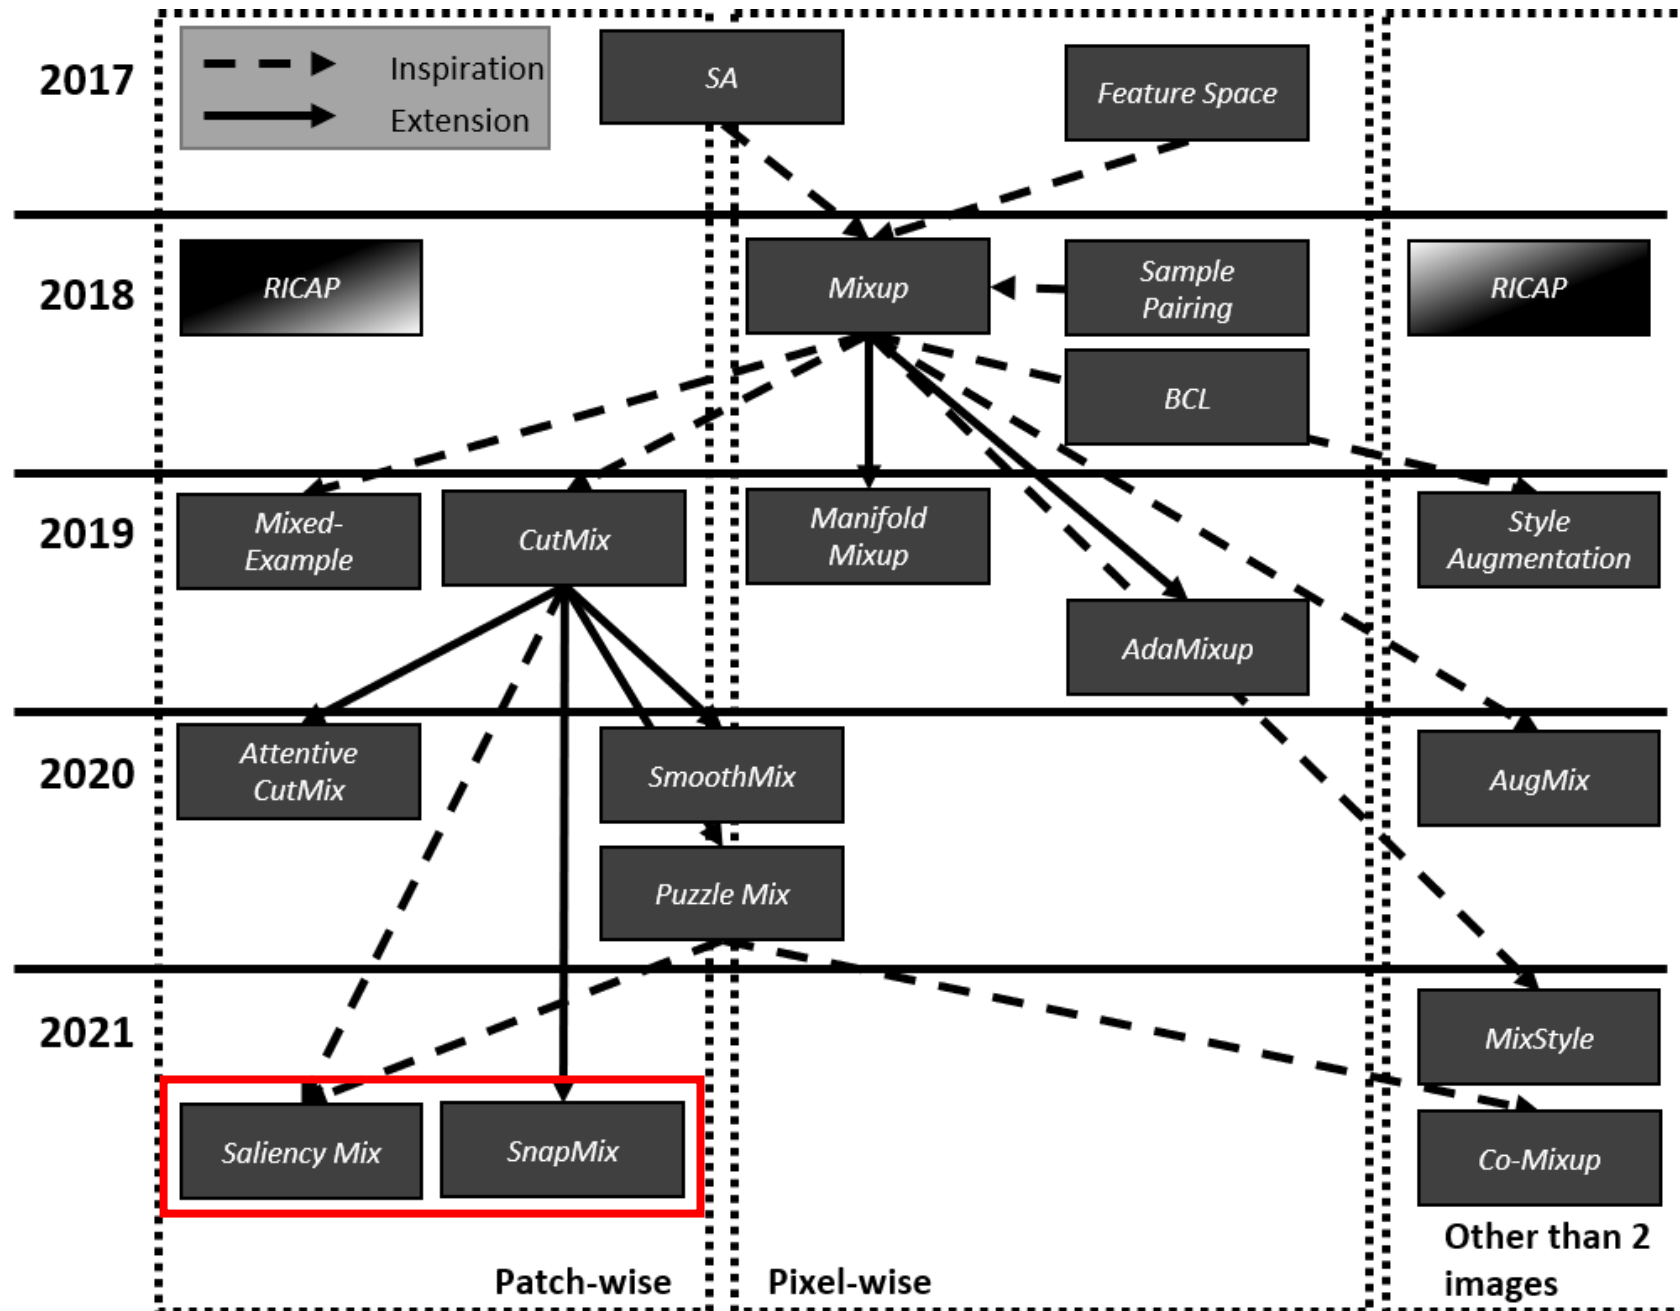 2017
Inspiration
Extension
SA
Feature Space
2018
RICAP
Mixup
Sample
Pairing
RICAP
BCL
2019
Mixed-
Example
CutMix
Manifold
Mixup
Style
Augmentation
AdaMixup
2020
Attentive
CutMix
SmoothMix
AugMix
Puzzle Mix
2021
MixStyle
Saliency Mix
SnapMix
Co-Mixup
Patch-wise
Pixel-wise
Other than 2
images